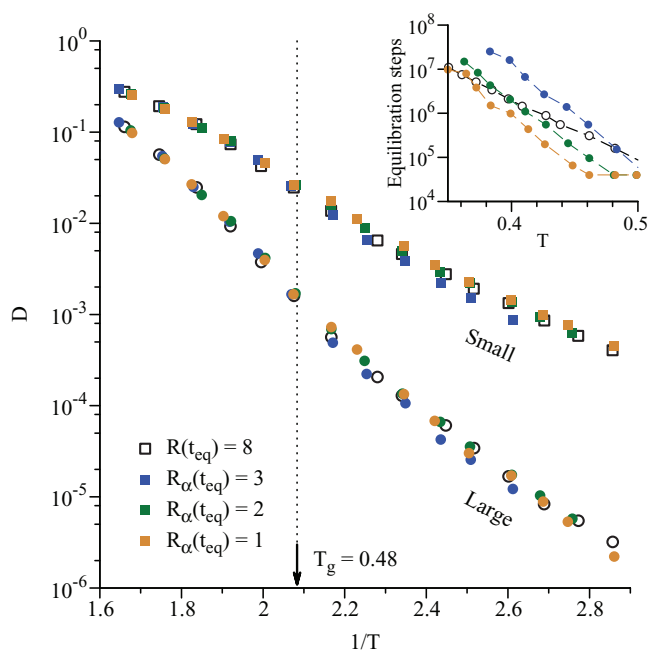 10^0
10^-1
10^-2
10^-3
10^-4
10^-5
10^-6
D
1.6
1.8
2
2.2
2.4
2.6
2.8
1/T
10^8
10^7
10^6
10^5
10^4
Equilibration steps
0.4
0.5
T
Small
Large
R(t_eq) = 8
R_α(t_eq) = 3
R_α(t_eq) = 2
R_α(t_eq) = 1
T_g = 0.48